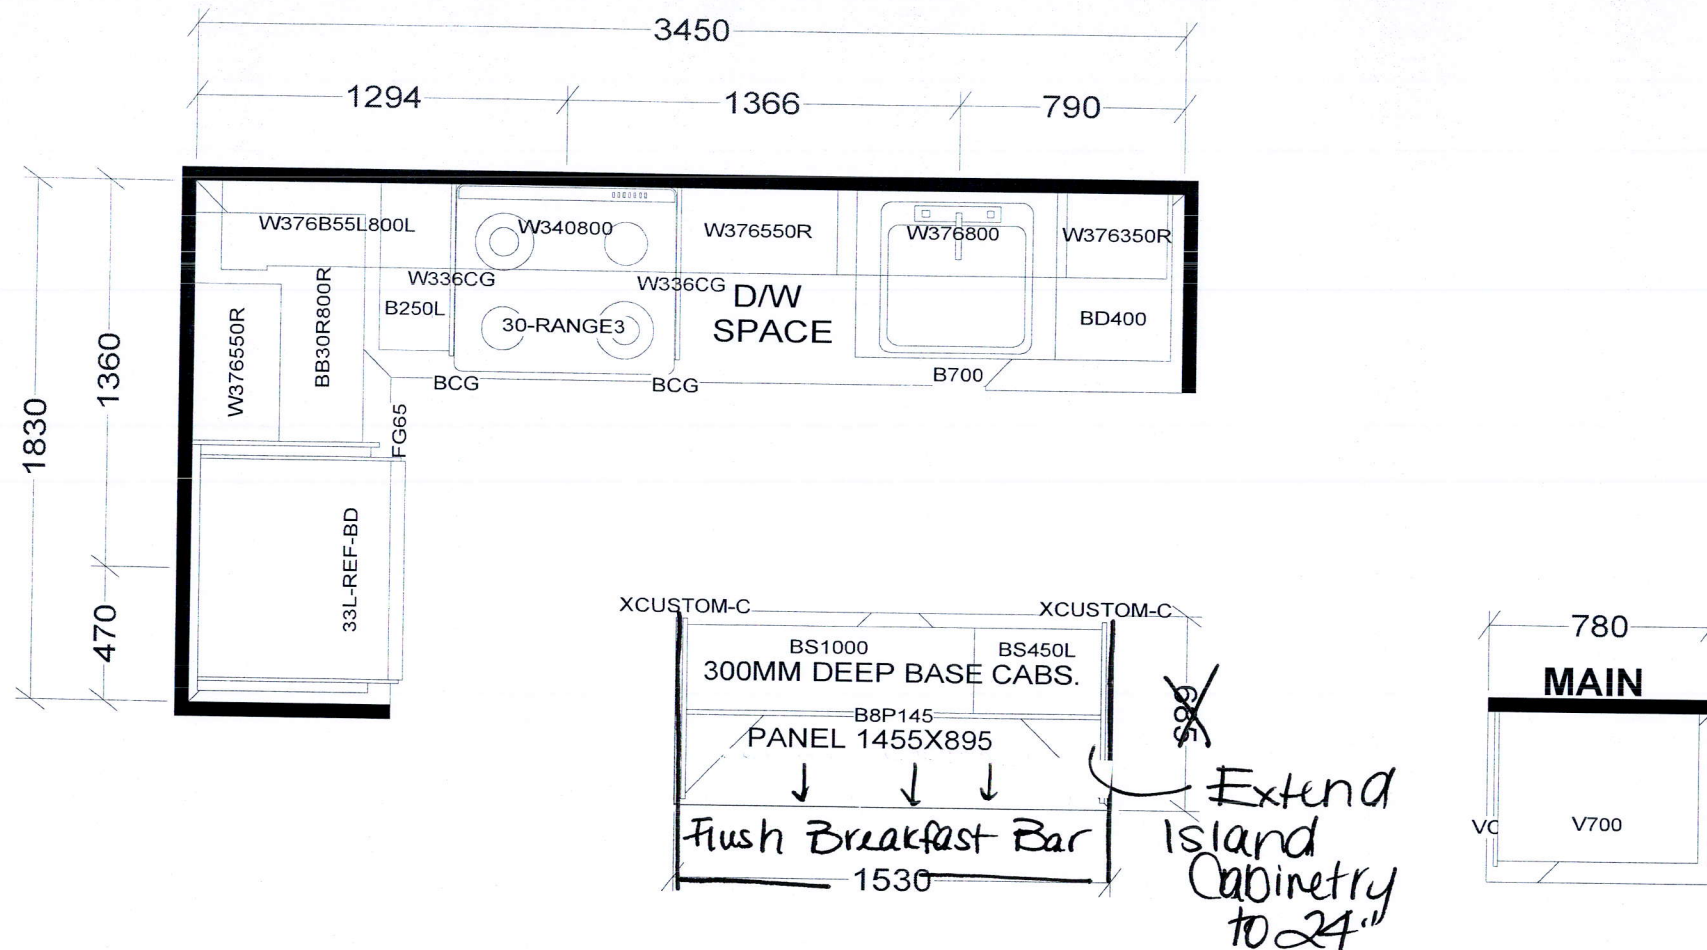 3450
1294
1366
790
W376B55L800L
W340800
W376550R
W376800
W376350R
W336CG
W336CG
B250L
30-RANGE3
D/W
SPACE
BD400
B700
BCG
BCG
W376550R
BB30R800R
FG65
1360
1830
470
33L-REF-BD
XCUSTOM-C
XCUSTOM-C
BS1000
BS450L
300MM DEEP BASE CABS.
B8P145
PANEL 1455X895
685
Flush Breakfast Bar
1530
Extend
Island
Cabinetry
to 24"
780
MAIN
V700